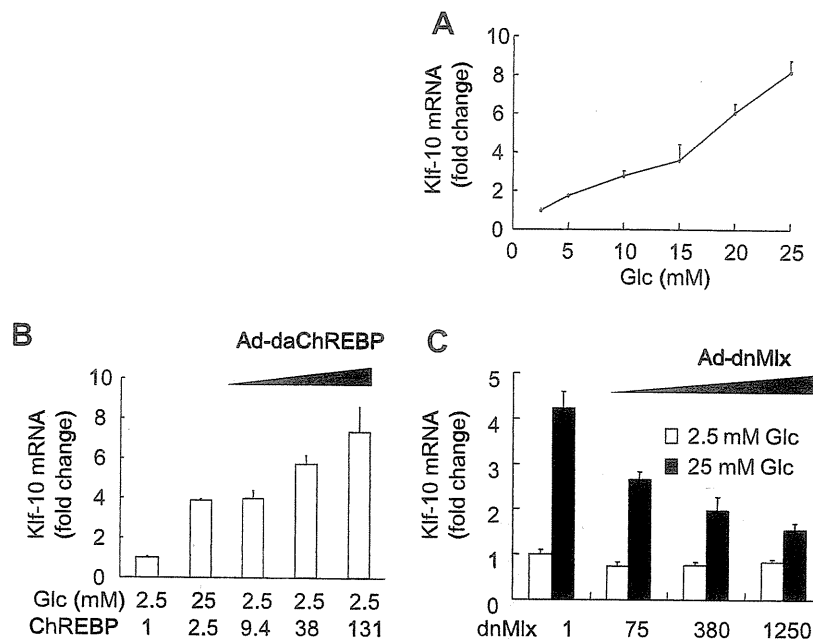 A
Klf-10 mRNA
(fold change)
10
8
6
4
2
0
0 5 10 15 20 25
Glc (mM)
B
Ad-daChREBP
Klf-10 mRNA
(fold change)
10
8
6
4
2
0
Glc (mM) 2.5 25 2.5 2.5 2.5
ChREBP 1 2.5 9.4 38 131
C
Ad-dnMlx
Klf-10 mRNA
(fold change)
5
4
3
2
1
0
2.5 mM Glc
25 mM Glc
dnMlx 1 75 380 1250